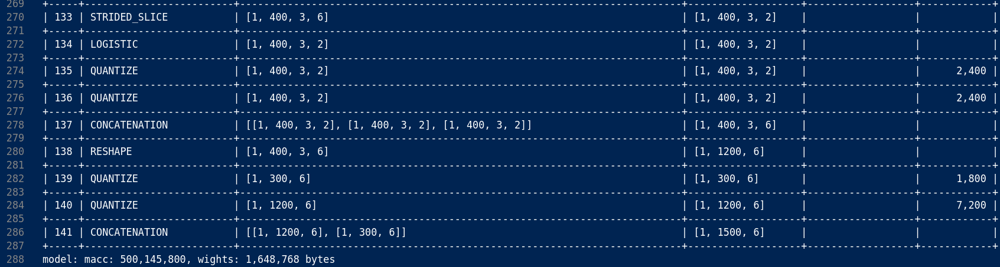 269 +-----+-------------------------+--------------------------------------------------------------------------+-------------------+------------------+------------+
270 | 133 | STRIDED_SLICE | [1, 400, 3, 6] | [1, 400, 3, 2] | | |
271 +-----+-------------------------+--------------------------------------------------------------------------+-------------------+------------------+------------+
272 | 134 | LOGISTIC | [1, 400, 3, 2] | [1, 400, 3, 2] | | |
273 +-----+-------------------------+--------------------------------------------------------------------------+-------------------+------------------+------------+
274 | 135 | QUANTIZE | [1, 400, 3, 2] | [1, 400, 3, 2] | | 2,400 |
275 +-----+-------------------------+--------------------------------------------------------------------------+-------------------+------------------+------------+
276 | 136 | QUANTIZE | [1, 400, 3, 2] | [1, 400, 3, 2] | | 2,400 |
277 +-----+-------------------------+--------------------------------------------------------------------------+-------------------+------------------+------------+
278 | 137 | CONCATENATION | [[1, 400, 3, 2], [1, 400, 3, 2], [1, 400, 3, 2]] | [1, 400, 3, 6] | | |
279 +-----+-------------------------+--------------------------------------------------------------------------+-------------------+------------------+------------+
280 | 138 | RESHAPE | [1, 400, 3, 6] | [1, 1200, 6] | | |
281 +-----+-------------------------+--------------------------------------------------------------------------+-------------------+------------------+------------+
282 | 139 | QUANTIZE | [1, 300, 6] | [1, 300, 6] | | 1,800 |
283 +-----+-------------------------+--------------------------------------------------------------------------+-------------------+------------------+------------+
284 | 140 | QUANTIZE | [1, 1200, 6] | [1, 1200, 6] | | 7,200 |
285 +-----+-------------------------+--------------------------------------------------------------------------+-------------------+------------------+------------+
286 | 141 | CONCATENATION | [[1, 1200, 6], [1, 300, 6]] | [1, 1500, 6] | | |
287 +-----+-------------------------+--------------------------------------------------------------------------+-------------------+------------------+------------+
288 model: macc: 500,145,800, wights: 1,648,768 bytes